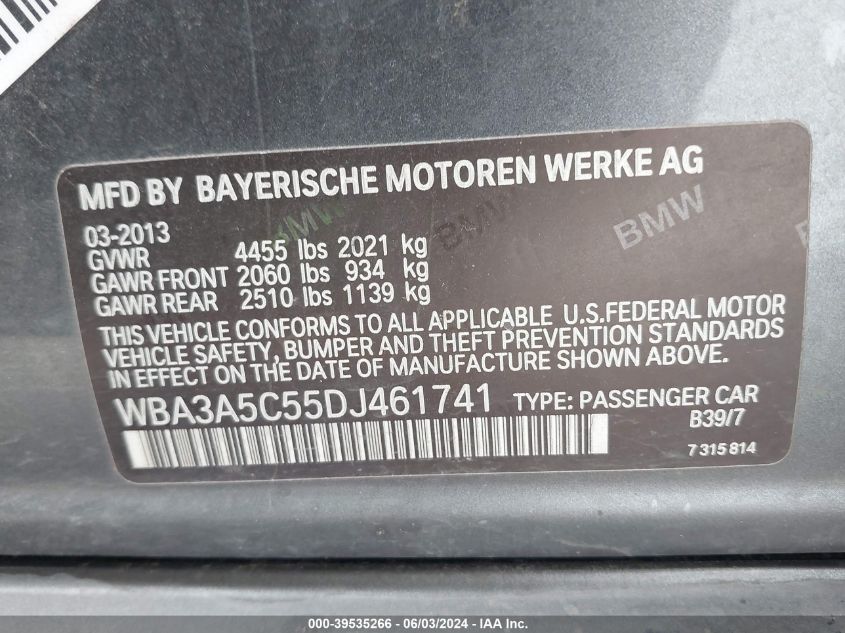 MFD BY BAYERISCHE MOTOREN WERKE AG
03-2013
GVWR 4455 lbs 2021 kg
GAWR FRONT 2060 lbs 934 kg
GAWR REAR 2510 lbs 1139 kg
THIS VEHICLE CONFORMS TO ALL APPLICABLE U.S.FEDERAL MOTOR
VEHICLE SAFETY, BUMPER AND THEFT PREVENTION STANDARDS
IN EFFECT ON THE DATE OF MANUFACTURE SHOWN ABOVE.
WBA3A5C55DJ461741 TYPE: PASSENGER CAR
B39/7
7 315 814
BMW
BMW
BMW
000-39535266 - 06/03/2024 - IAA Inc.